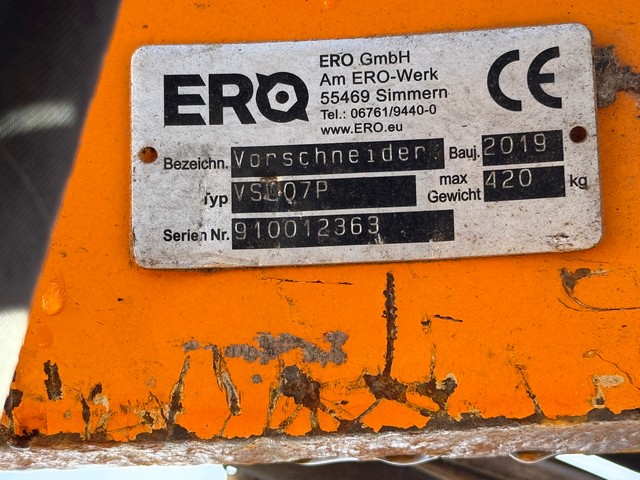 ERO
ERO GmbH
Am ERO-Werk
55469 Simmern
Tel.: 06761/9440-0
www.ERO.eu
CE
Bezeichn. Vorschneider Bauj. 2019
Typ max Gewicht 420 kg
Serien Nr. 910012363